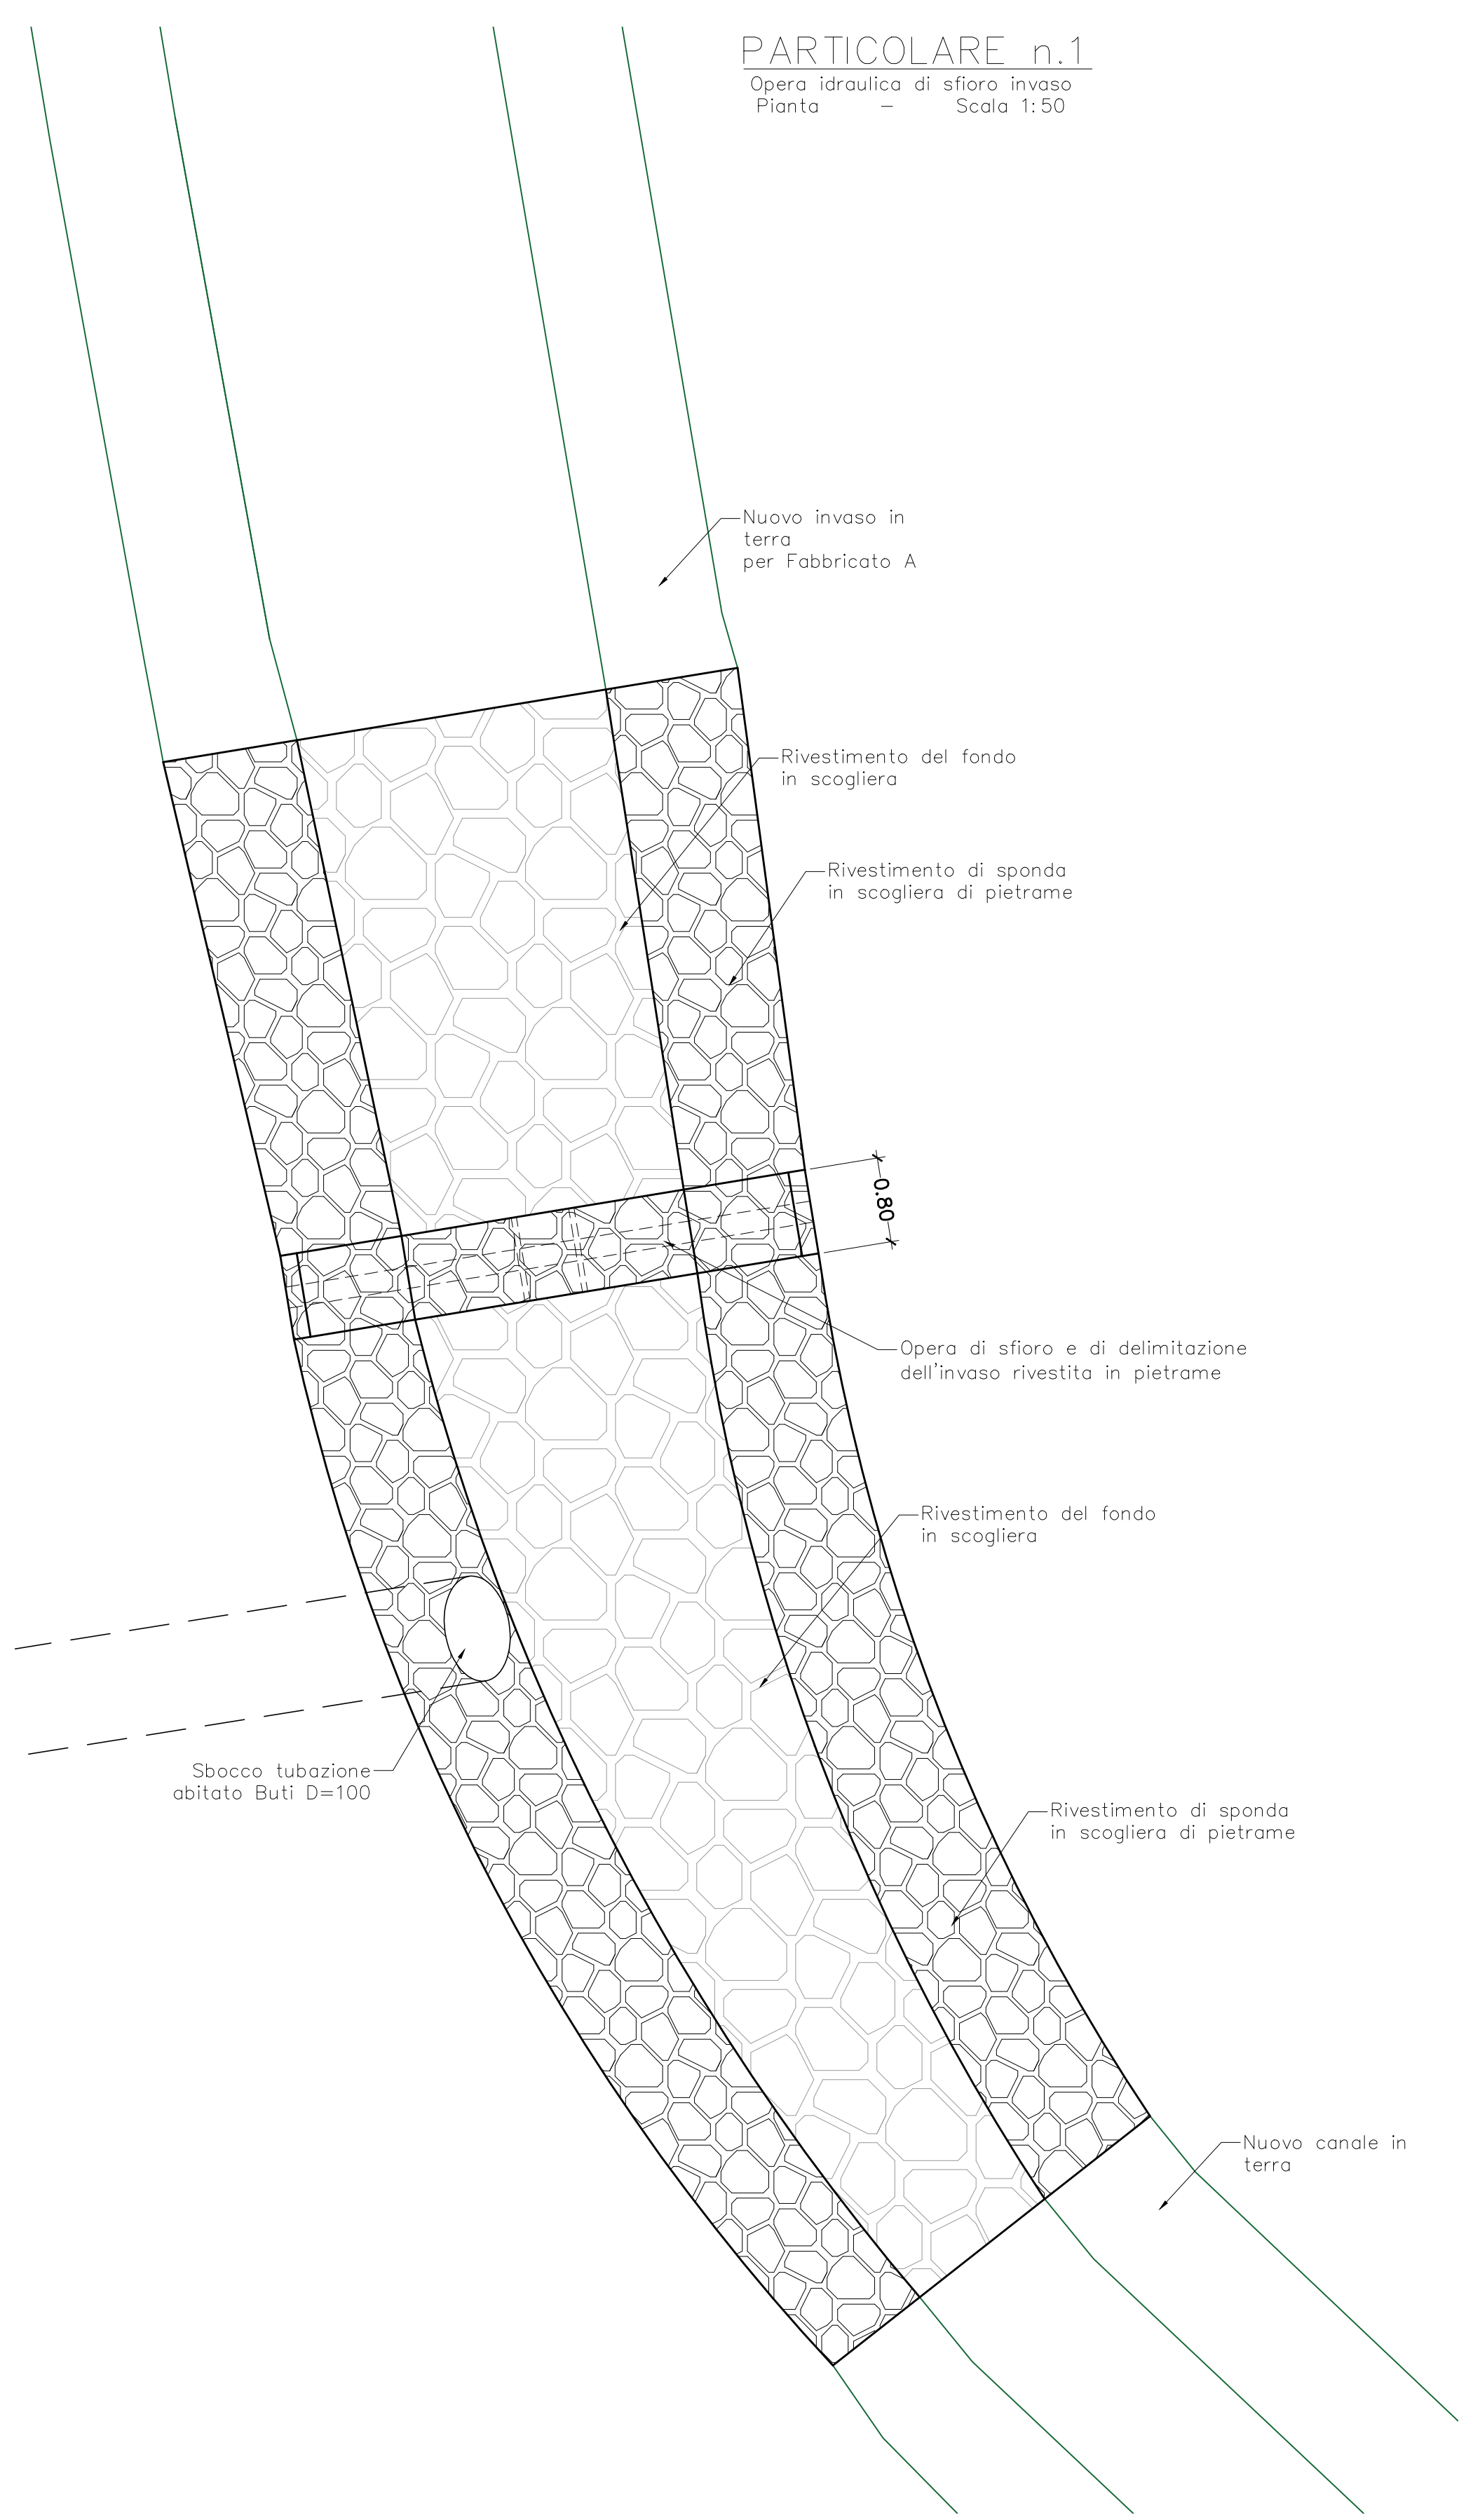 PARTICOLARE n.1
Opera idraulica di sfioro invaso
Pianta - Scala 1:50
Nuovo invaso in
terra
per Fabbricato A
Rivestimento del fondo
in scogliera
Rivestimento di sponda
in scogliera di pietrame
0.80
Opera di sfioro e di delimitazione
dell'invaso rivestita in pietrame
Rivestimento del fondo
in scogliera
Sbocco tubazione
abitato Buti D=100
Rivestimento di sponda
in scogliera di pietrame
Nuovo canale in
terra